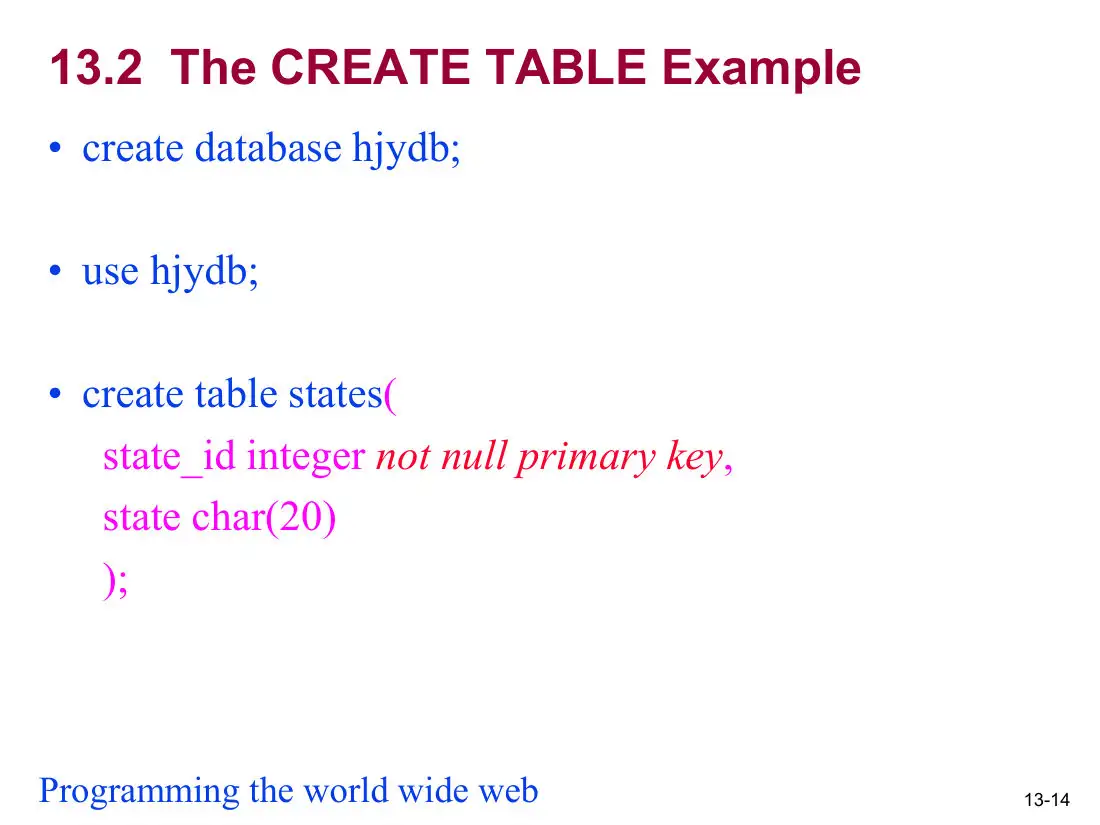 13.2 The CREATE TABLE Example
• create database hjydb;
• use hjydb;
• create table states(
state_id integer not null primary key,
state char(20)
);
Programming the world wide web
13-14